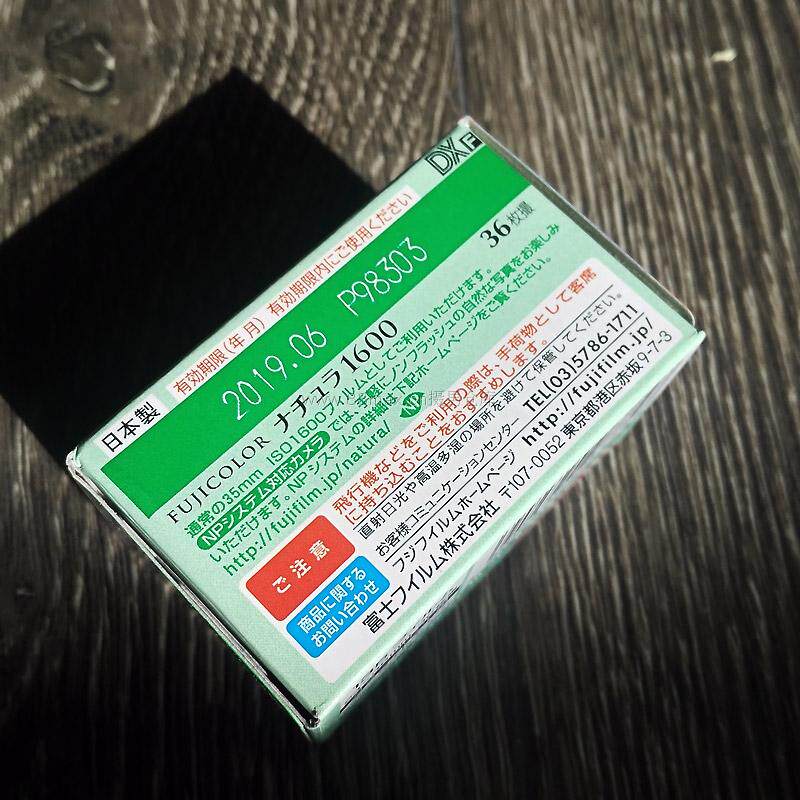 DXF
日本製
有効期限(年月) 有効期限内にご使用ください
2019.06 P98303
FUJICOLOR ナチュラ1600 36枚撮
通常の35mm ISO1600フィルムとしてご利用いただけます。
NPシステム対応カメラ では、手軽にノンフラッシュの自然な写真をお楽しみ
いただけます。NPシステムの詳細は下記ホームページをご覧ください。
http://fujifilm.jp/natura/ NP
ご注意
飛行機などをご利用の際は、手荷物として客席
に持ち込むことをおすすめします。
直射日光や高温多湿の場所を避けて保管してください。
商品に関する
お問い合わせ
お客様コミュニケーションセンター TEL(03)5786-1711
フジフイルムホームページ http://fujifilm.jp/
富士フイルム株式会社 〒107-0052 東京都港区赤坂9-7-3